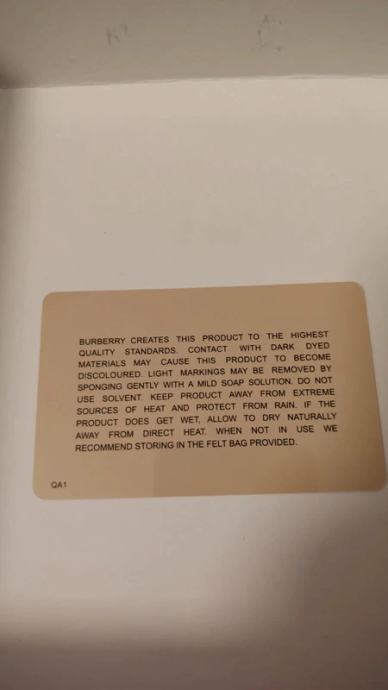 BURBERRY CREATES THIS PRODUCT TO THE HIGHEST
QUALITY STANDARDS. CONTACT WITH DARK DYED
MATERIALS MAY CAUSE THIS PRODUCT TO BECOME
DISCOLOURED. LIGHT MARKINGS MAY BE REMOVED BY
SPONGING GENTLY WITH A MILD SOAP SOLUTION. DO NOT
USE SOLVENT. KEEP PRODUCT AWAY FROM EXTREME
SOURCES OF HEAT AND PROTECT FROM RAIN. IF THE
PRODUCT DOES GET WET, ALLOW TO DRY NATURALLY
AWAY FROM DIRECT HEAT. WHEN NOT IN USE WE
RECOMMEND STORING IN THE FELT BAG PROVIDED.
QA1